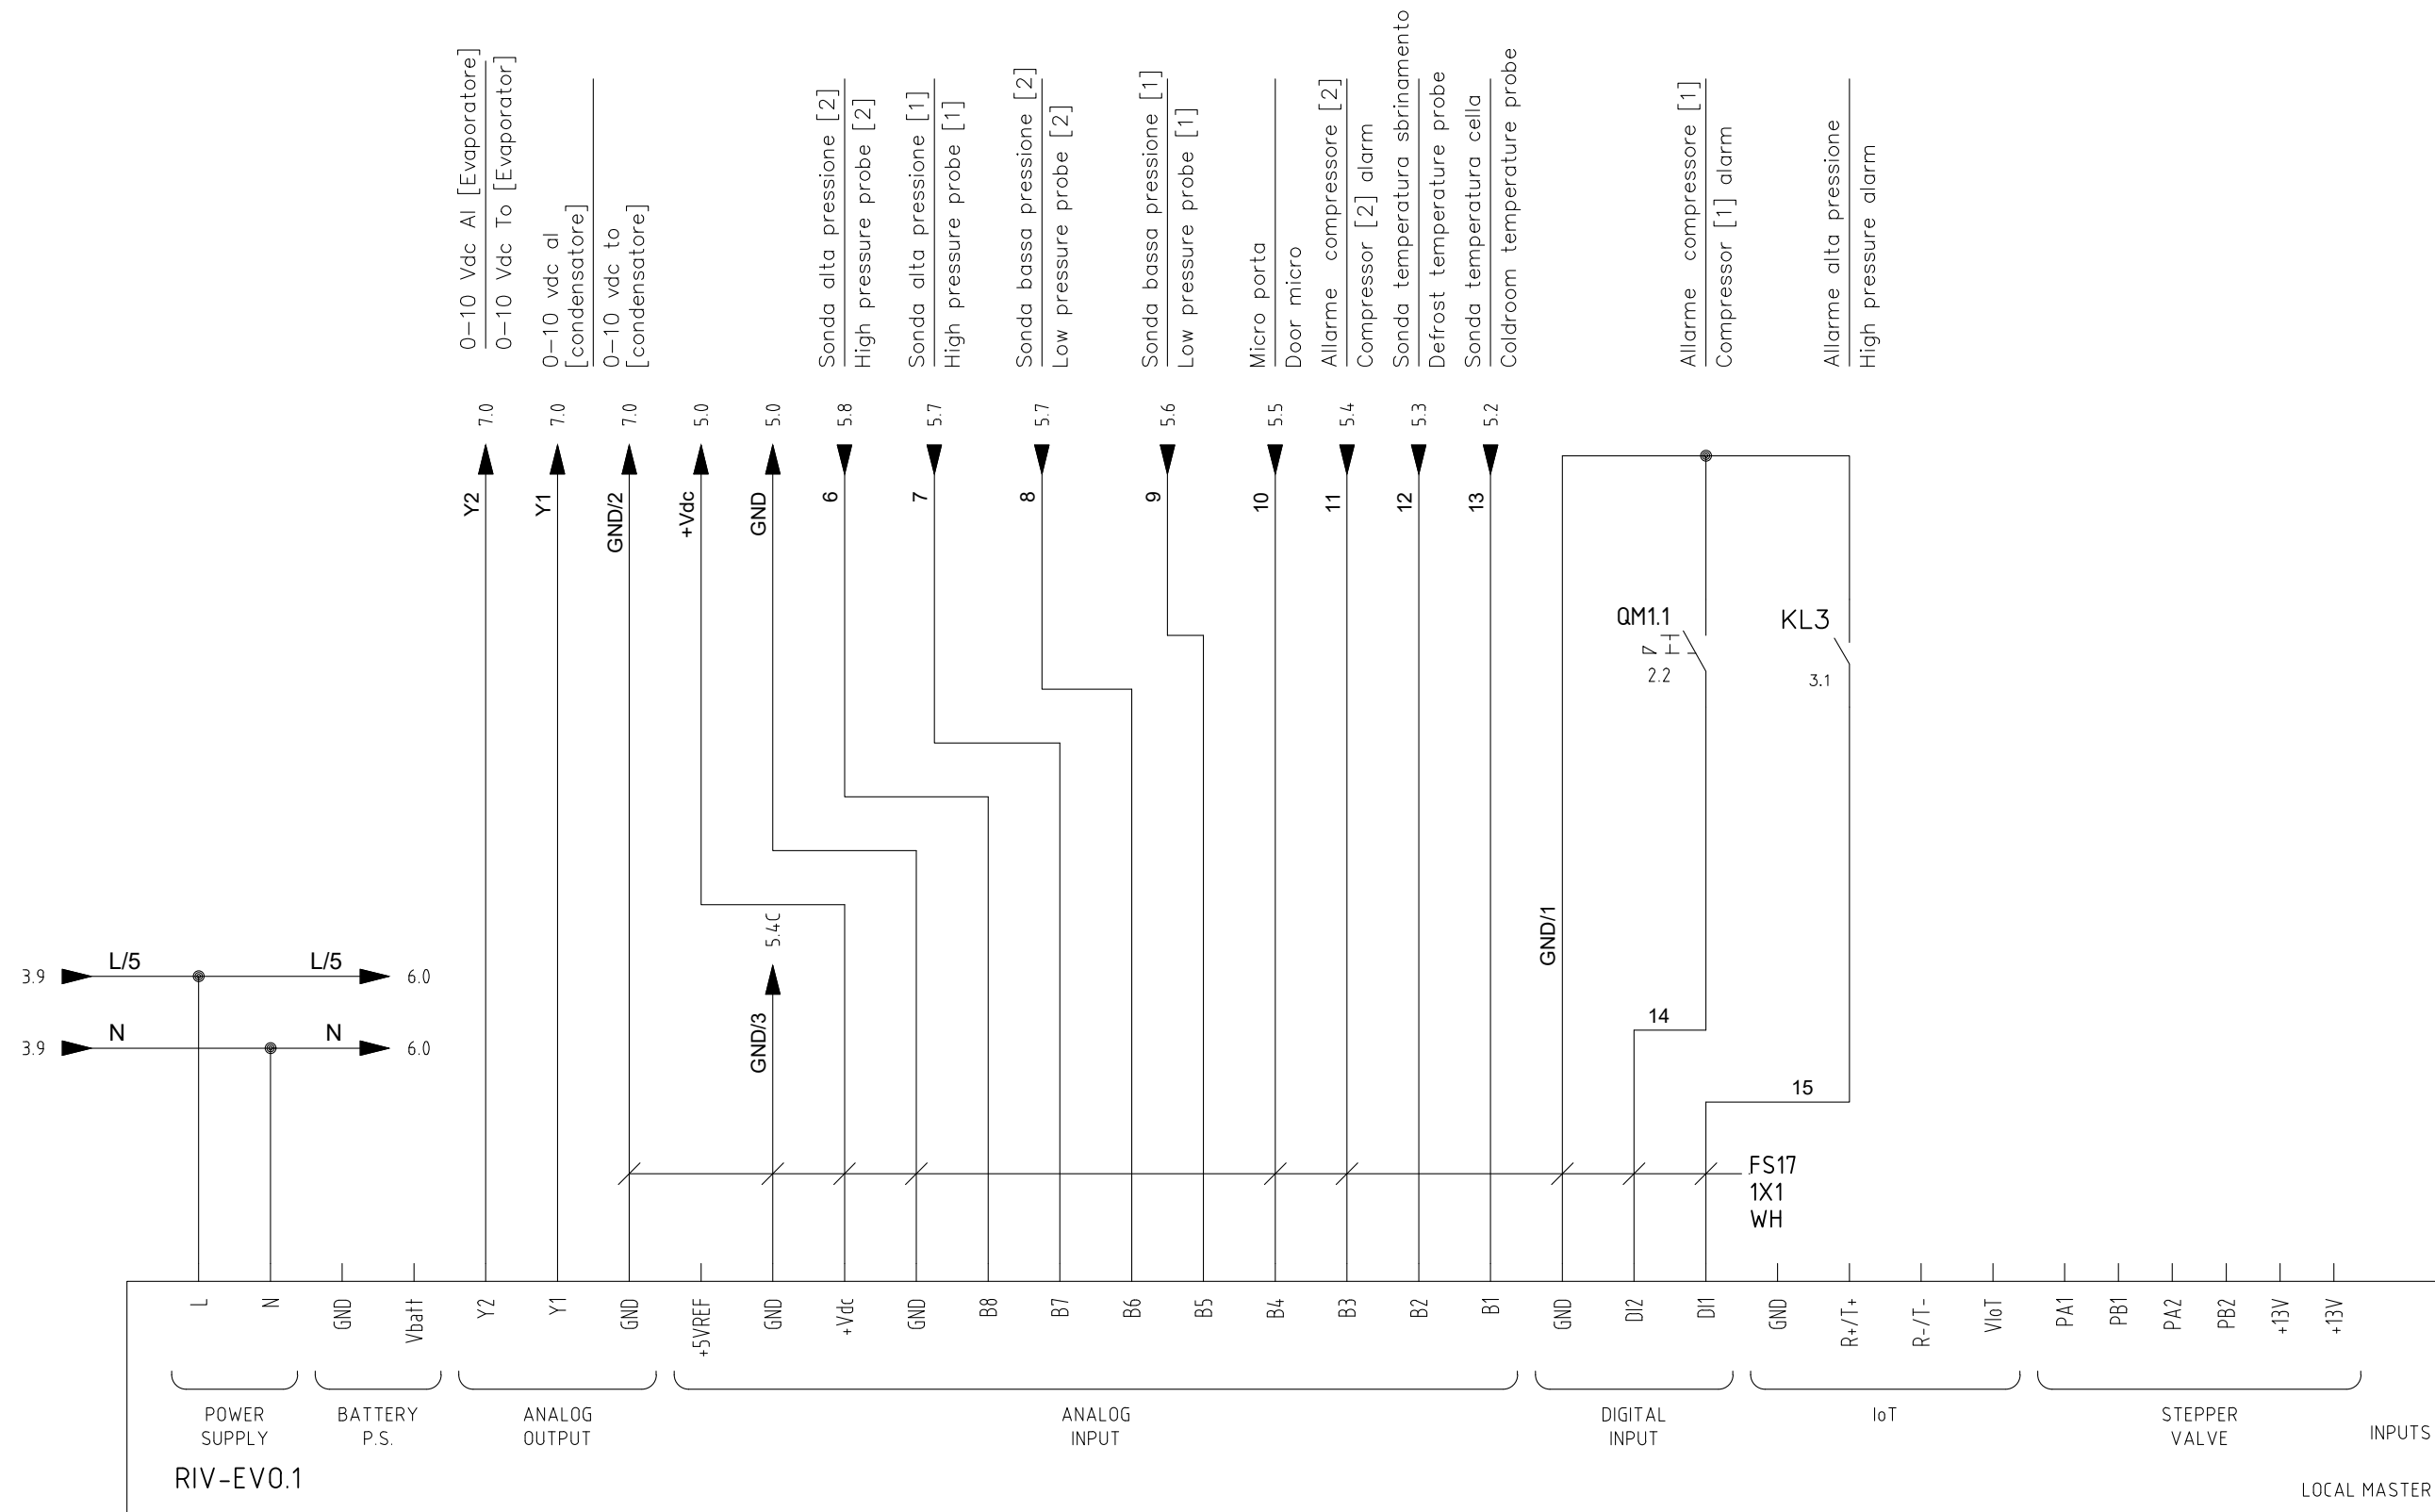 0-10 Vdc Al [Evaporatore]
0-10 Vdc To [Evaporator]
0-10 vdc al
[condensatore]
0-10 vdc to
[condensatore]
Sonda alta pressione [2]
High pressure probe [2]
Sonda alta pressione [1]
High pressure probe [1]
Sonda bassa pressione [2]
Low pressure probe [2]
Sonda bassa pressione [1]
Low pressure probe [1]
Micro porta
Door micro
Allarme compressore [2]
Compressor [2] alarm
Sonda temperatura sbrinamento
Defrost temperature probe
Sonda temperatura cella
Coldroom temperature probe
Allarme compressore [1]
Compressor [1] alarm
Allarme alta pressione
High pressure alarm
7.0 7.0 7.0 5.0 5.0 5.8 5.7 5.7 5.6 5.5 5.4 5.3 5.2
Y2 Y1 GND/2 +Vdc GND 6 7 8 9 10 11 12 13
QM1.1
2.2
KL3
3.1
GND/1
5.4C
GND/3
3.9 L/5 L/5 6.0
3.9 N N 6.0
14
15
FS17
1X1
WH
L N GND Vbatt Y2 Y1 GND +5VREF GND +Vdc GND B8 B7 B6 B5 B4 B3 B2 B1 GND DI2 DI1 GND R+/T+ R-/T- VIoT PA1 PB1 PA2 PB2 +13V +13V
POWER
SUPPLY
BATTERY
P.S.
ANALOG
OUTPUT
ANALOG
INPUT
DIGITAL
INPUT
IoT
STEPPER
VALVE
INPUTS
RIV-EVO.1
LOCAL MASTER